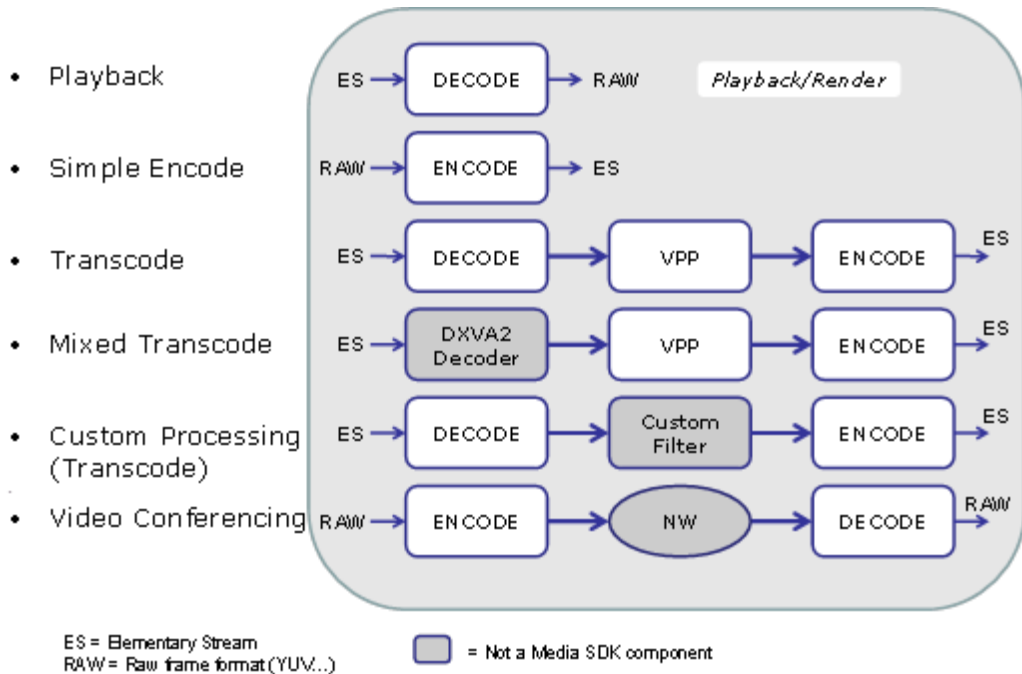 • Playback ES DECODE RAW Playback/Render
• Simple Encode RAW ENCODE ES
• Transcode ES DECODE VPP ENCODE ES
• Mixed Transcode ES DXVA2 Decoder VPP ENCODE ES
• Custom Processing (Transcode) ES DECODE Custom Filter ENCODE ES
• Video Conferencing RAW ENCODE NW DECODE RAW
ES = Elementary Stream
RAW = Raw frame format (YUV...)
= Not a Media SDK component